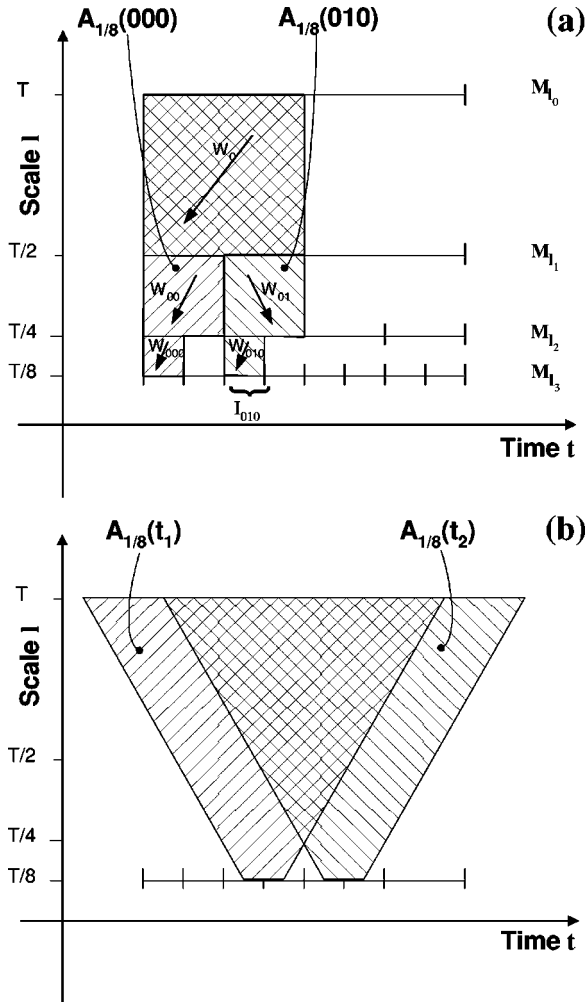 A1/8(000) A1/8(010) (a)
T Ml0
W0
Scale l
T/2 Ml1
W00 W01
T/4 Ml2
W000 W010
T/8 Ml3
I010
Time t
(b)
A1/8(t1) A1/8(t2)
T
Scale l
T/2
T/4
T/8
Time t